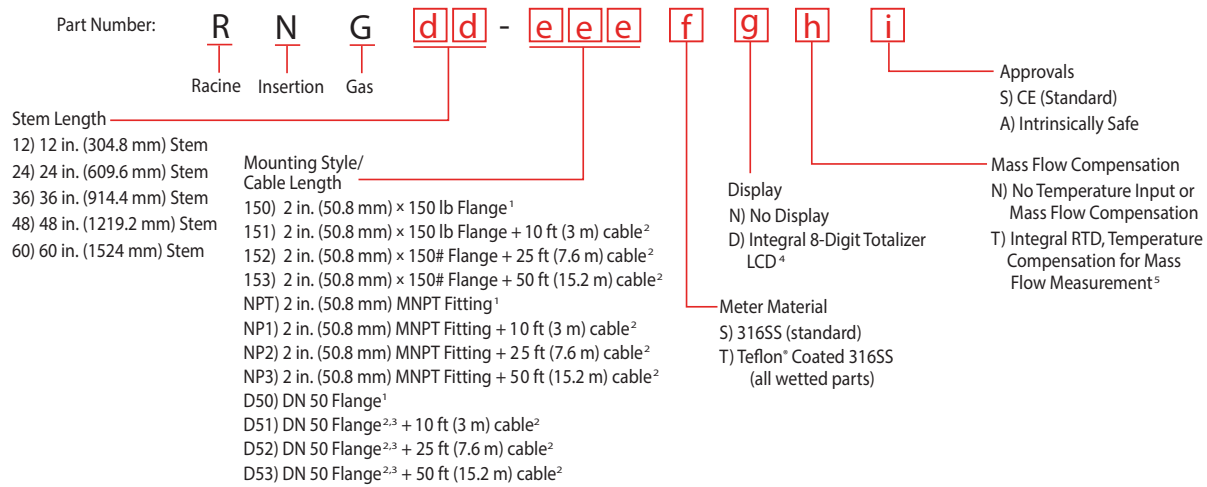 Part Number: R N G d d - e e e f g h i
Racine Insertion Gas
Stem Length
12) 12 in. (304.8 mm) Stem
24) 24 in. (609.6 mm) Stem
36) 36 in. (914.4 mm) Stem
48) 48 in. (1219.2 mm) Stem
60) 60 in. (1524 mm) Stem
Mounting Style/
Cable Length
150) 2 in. (50.8 mm) × 150 lb Flange¹
151) 2 in. (50.8 mm) × 150 lb Flange + 10 ft (3 m) cable²
152) 2 in. (50.8 mm) × 150# Flange + 25 ft (7.6 m) cable²
153) 2 in. (50.8 mm) × 150# Flange + 50 ft (15.2 m) cable²
NPT) 2 in. (50.8 mm) MNPT Fitting¹
NP1) 2 in. (50.8 mm) MNPT Fitting + 10 ft (3 m) cable²
NP2) 2 in. (50.8 mm) MNPT Fitting + 25 ft (7.6 m) cable²
NP3) 2 in. (50.8 mm) MNPT Fitting + 50 ft (15.2 m) cable²
D50) DN 50 Flange¹
D51) DN 50 Flange²,³ + 10 ft (3 m) cable²
D52) DN 50 Flange²,³ + 25 ft (7.6 m) cable²
D53) DN 50 Flange²,³ + 50 ft (15.2 m) cable²
Meter Material
S) 316SS (standard)
T) Teflon® Coated 316SS
(all wetted parts)
Display
N) No Display
D) Integral 8-Digit Totalizer
LCD⁴
Mass Flow Compensation
N) No Temperature Input or
Mass Flow Compensation
T) Integral RTD, Temperature
Compensation for Mass
Flow Measurement⁵
Approvals
S) CE (Standard)
A) Intrinsically Safe